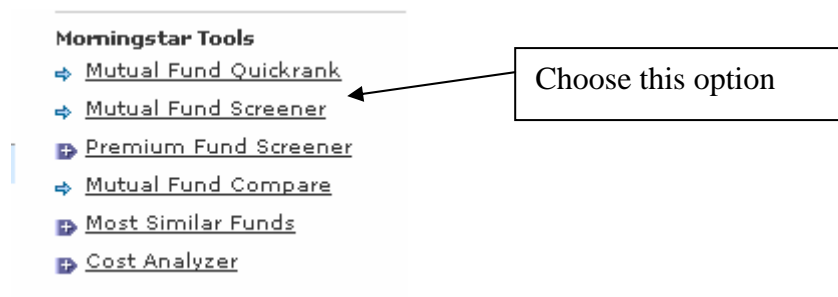 Morningstar Tools
Mutual Fund Quickrank
Choose this option
Mutual Fund Screener
Premium Fund Screener
Mutual Fund Compare
Most Similar Funds
Cost Analyzer